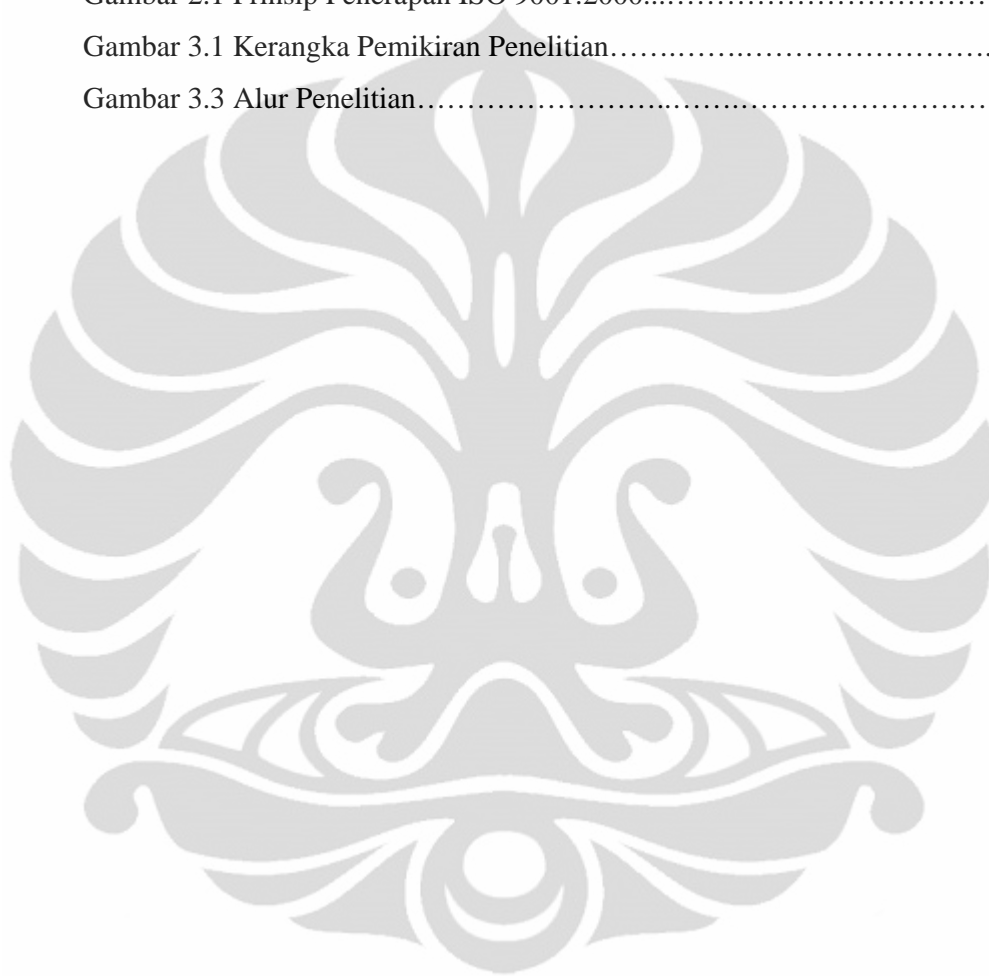 Gambar 2.1 Prinsip Penerapan ISO 9001:2000...…………………………
Gambar 3.1 Kerangka Pemikiran Penelitian…….…….…………………….
Gambar 3.3 Alur Penelitian……………………..……………………….…